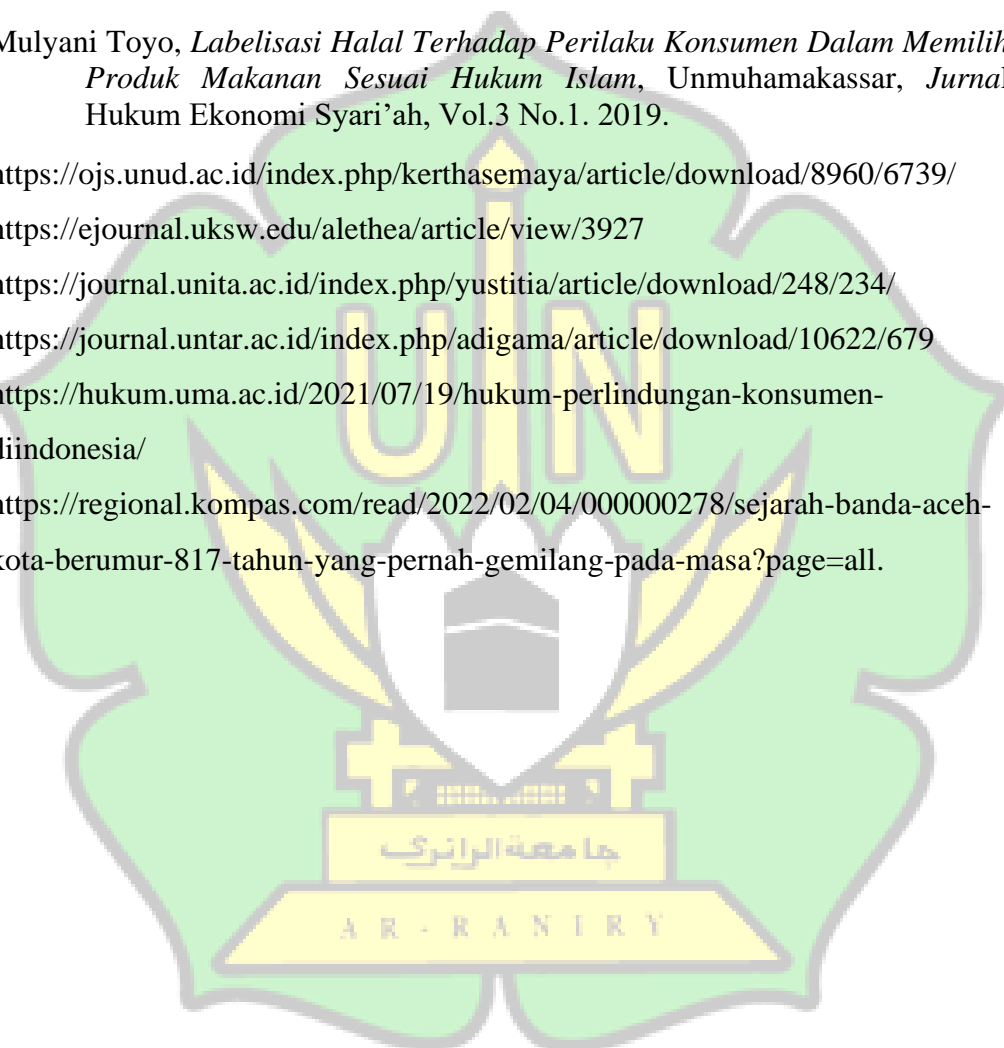 Mulyani Toyo, Labelisasi Halal Terhadap Perilaku Konsumen Dalam Memilih
Produk Makanan Sesuai Hukum Islam, Unmuhamakassar, Jurnal
Hukum Ekonomi Syari’ah, Vol.3 No.1. 2019.
https://ojs.unud.ac.id/index.php/kerthasemaya/article/download/8960/6739/
https://ejournal.uksw.edu/alethea/article/view/3927
https://journal.unita.ac.id/index.php/yustitia/article/download/248/234/
https://journal.untar.ac.id/index.php/adigama/article/download/10622/679
https://hukum.uma.ac.id/2021/07/19/hukum-perlindungan-konsumen-
diindonesia/
https://regional.kompas.com/read/2022/02/04/000000278/sejarah-banda-aceh-
kota-berumur-817-tahun-yang-pernah-gemilang-pada-masa?page=all.
UIN
جامعة الرانري
AR-RANIRY